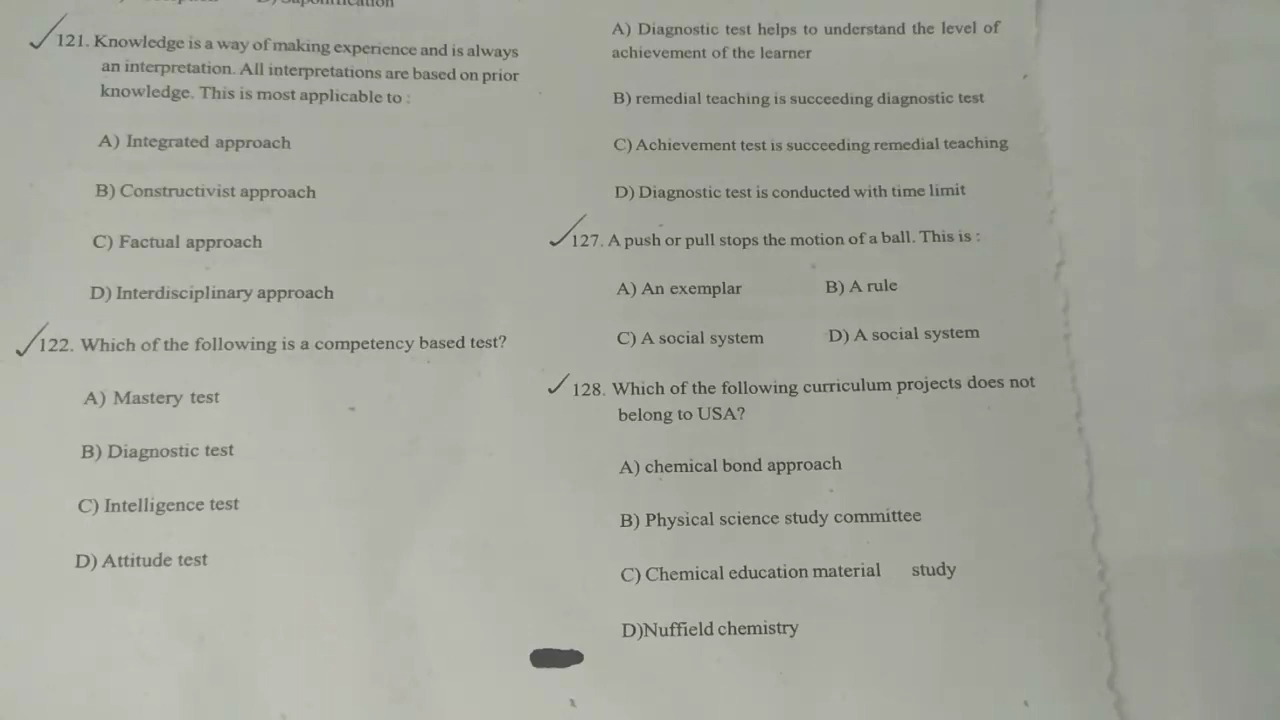 121. Knowledge is a way of making experience and is always
an interpretation. All interpretations are based on prior
knowledge. This is most applicable to :
A) Integrated approach
B) Constructivist approach
C) Factual approach
D) Interdisciplinary approach
122. Which of the following is a competency based test?
A) Mastery test
B) Diagnostic test
C) Intelligence test
D) Attitude test
A) Diagnostic test helps to understand the level of
achievement of the learner
B) remedial teaching is succeeding diagnostic test
C) Achievement test is succeeding remedial teaching
D) Diagnostic test is conducted with time limit
127. A push or pull stops the motion of a ball. This is :
A) An exemplar B) A rule
C) A social system D) A social system
128. Which of the following curriculum projects does not
belong to USA?
A) chemical bond approach
B) Physical science study committee
C) Chemical education material study
D)Nuffield chemistry